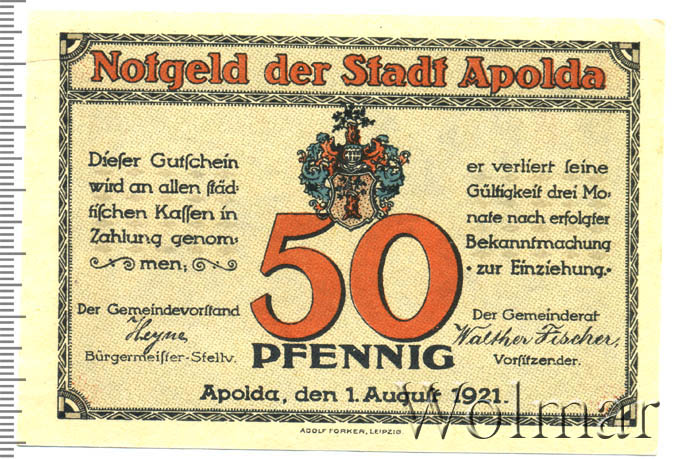 Notgeld der Stadt Apolda
Dieser Gutschein
wird an allen städ-
tischen Kassen in
Zahlung genom-
men;
er verliert seine
Gültigkeit drei Mo-
nate nach erfolgter
Bekanntmachung
zur Einziehung.
50
PFENNIG
Der Gemeindevorstand
Heyne
Bürgermeister-Stellv.
Der Gemeinderat
Walther Fischer,
Vorsitzender.
Apolda, den 1. August 1921.
ADOLF FORKER, LEIPZIG.
Wolmar